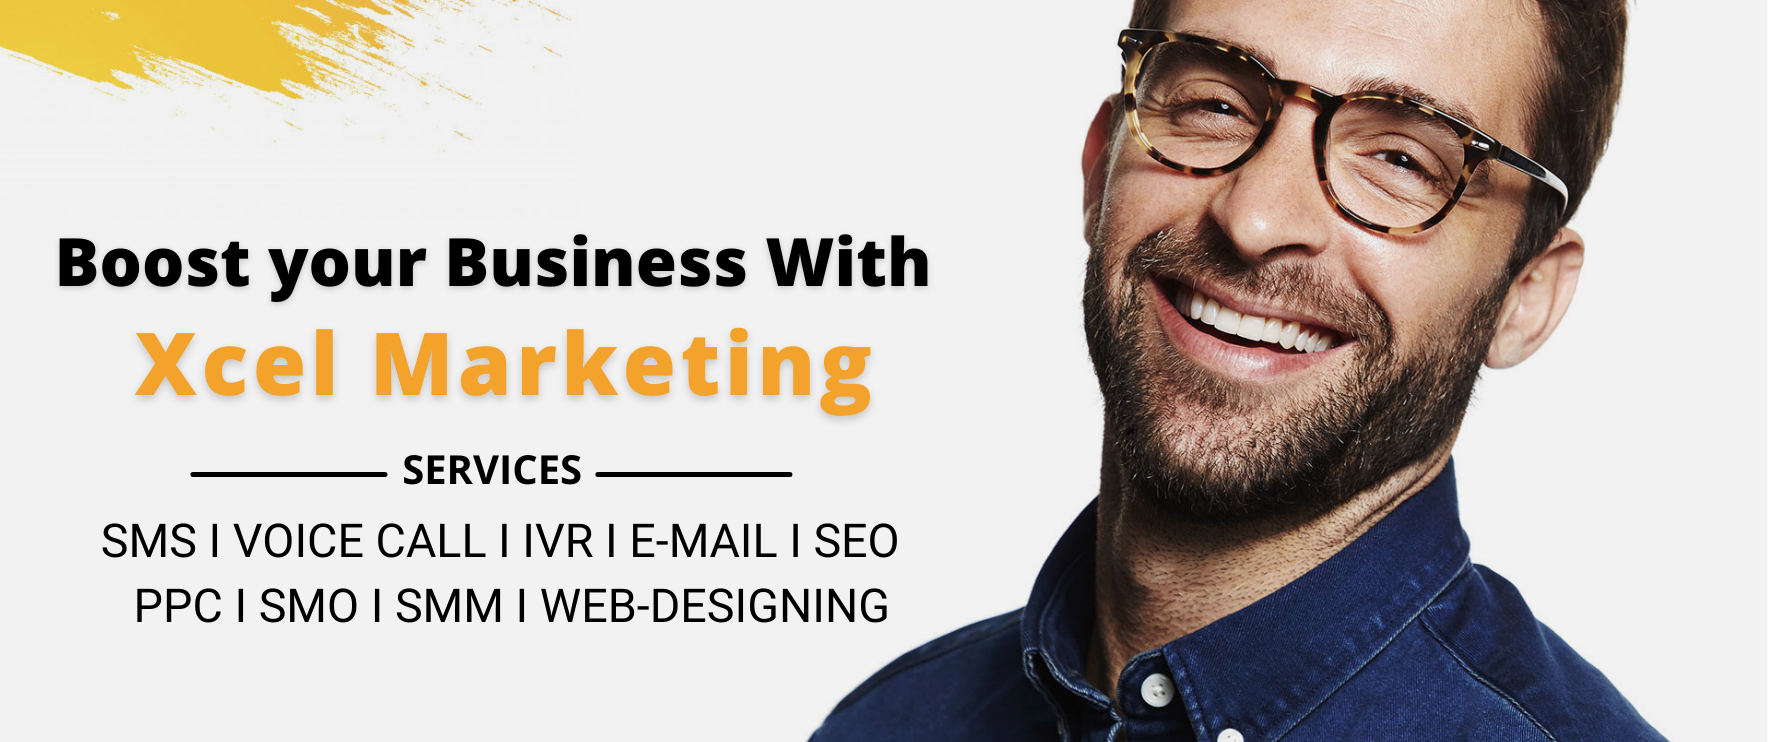 Boost your Business With
Xcel Marketing
SERVICES
SMS I VOICE CALL I IVR I E-MAIL I SEO
PPC I SMO I SMM I WEB-DESIGNING